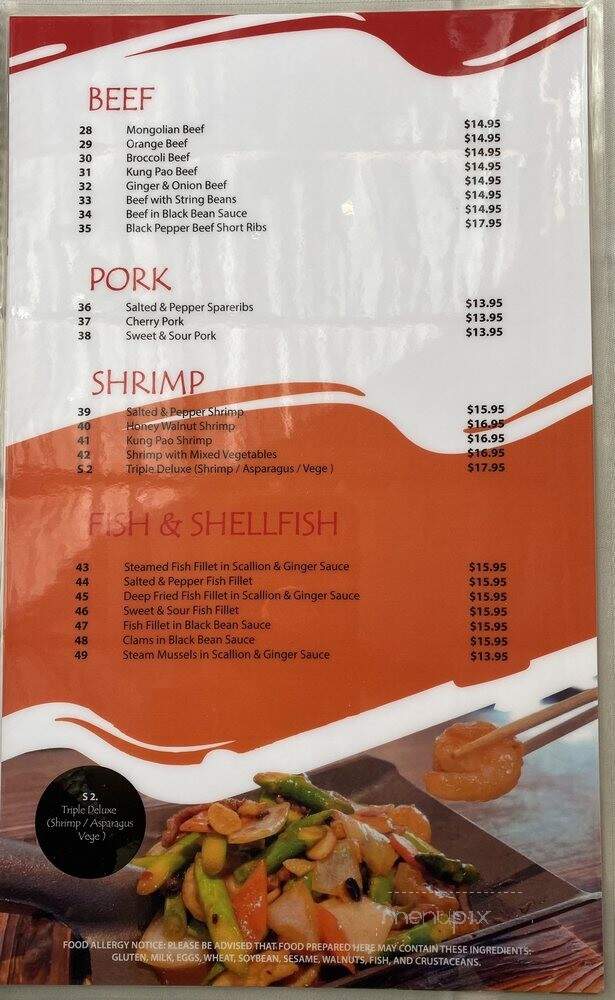 BEEF
28 Mongolian Beef $14.95
29 Orange Beef $14.95
30 Broccoli Beef $14.95
31 Kung Pao Beef $14.95
32 Ginger & Onion Beef $14.95
33 Beef with String Beans $14.95
34 Beef in Black Bean Sauce $14.95
35 Black Pepper Beef Short Ribs $17.95
PORK
36 Salted & Pepper Spareribs $13.95
37 Cherry Pork $13.95
38 Sweet & Sour Pork $13.95
SHRIMP
39 Salted & Pepper Shrimp $15.95
40 Honey Walnut Shrimp $16.95
41 Kung Pao Shrimp $16.95
42 Shrimp with Mixed Vegetables $16.95
S 2 Triple Deluxe (Shrimp / Asparagus / Vege ) $17.95
FISH & SHELLFISH
43 Steamed Fish Fillet in Scallion & Ginger Sauce $15.95
44 Salted & Pepper Fish Fillet $15.95
45 Deep Fried Fish Fillet in Scallion & Ginger Sauce $15.95
46 Sweet & Sour Fish Fillet $15.95
47 Fish Fillet in Black Bean Sauce $15.95
48 Clams in Black Bean Sauce $15.95
49 Steam Mussels in Scallion & Ginger Sauce $13.95
S 2.
Triple Deluxe
(Shrimp / Asparagus
Vege )
menupix
FOOD ALLERGY NOTICE: PLEASE BE ADVISED THAT FOOD PREPARED HERE MAY CONTAIN THESE INGREDIENTS:
GLUTEN, MILK, EGGS, WHEAT, SOYBEAN, SESAME, WALNUTS, FISH, AND CRUSTACEANS.